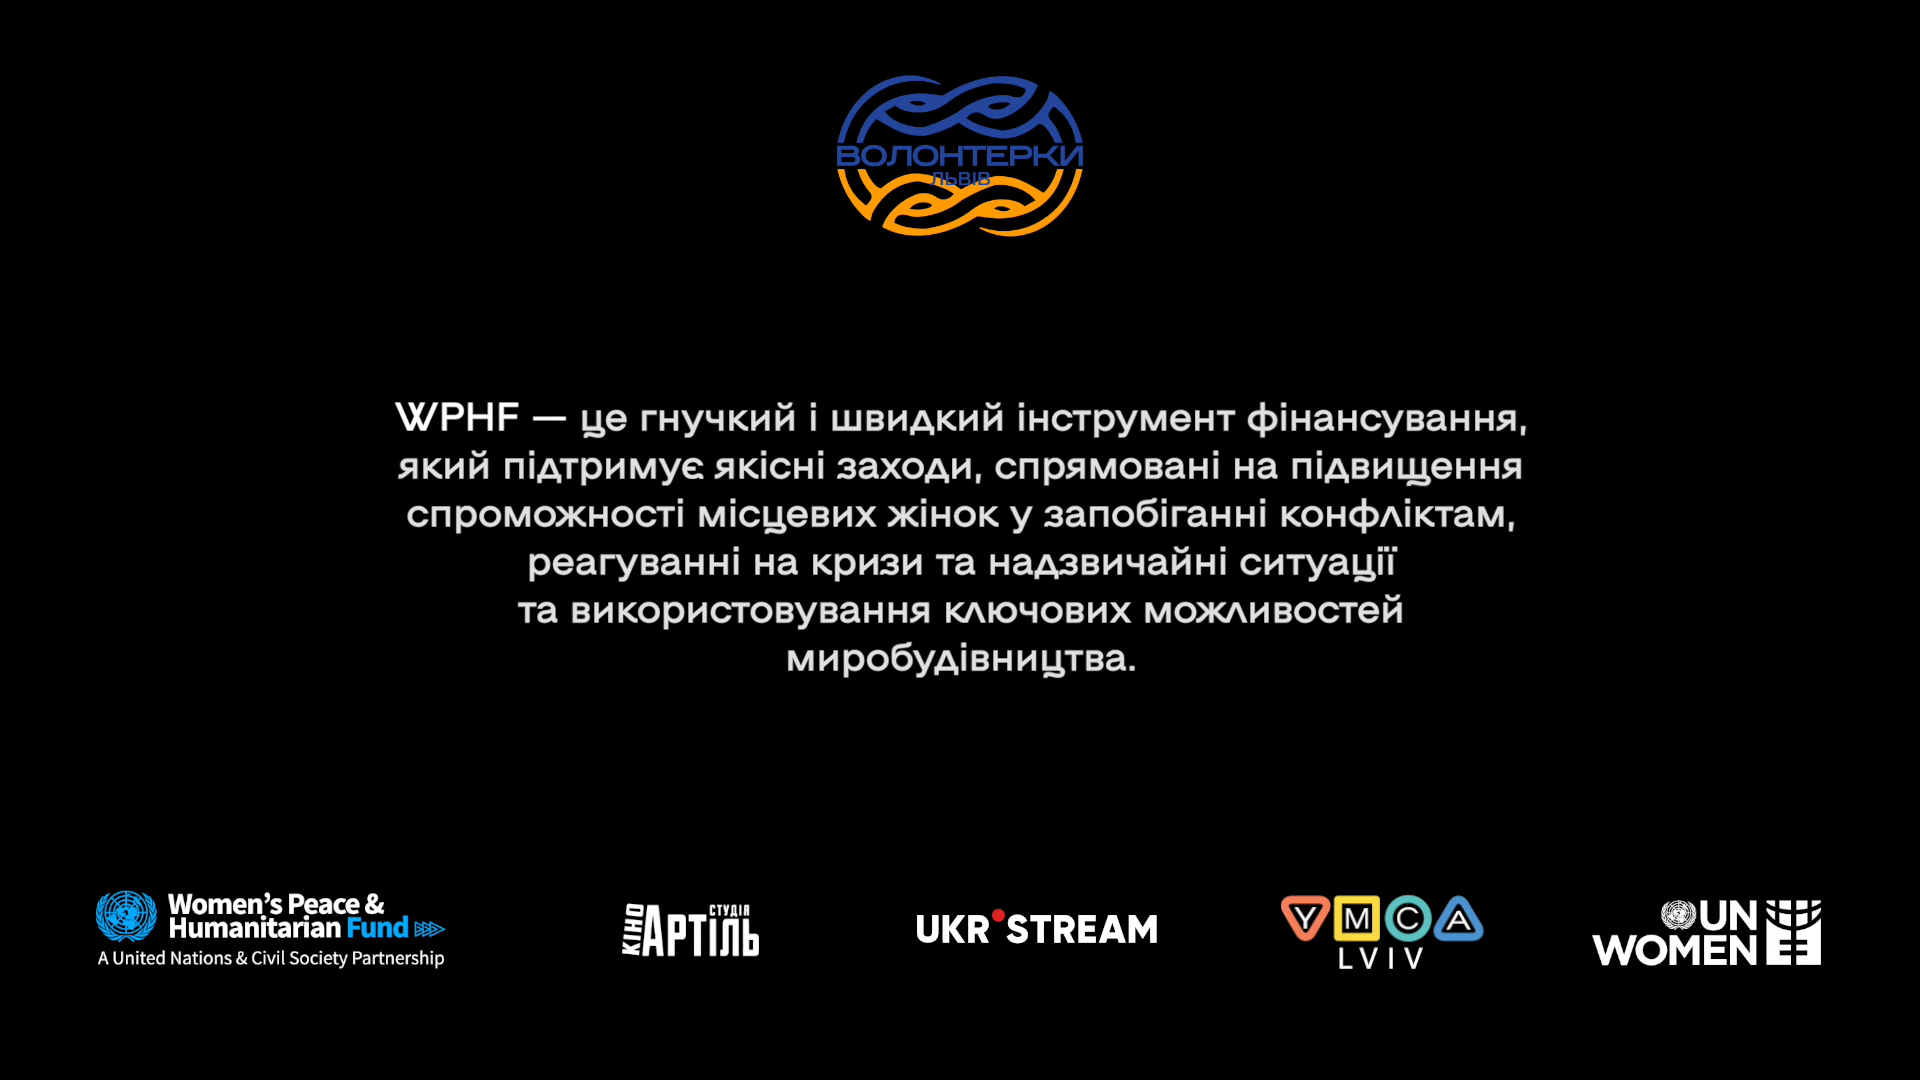 ВОЛОНТЕРКИ
ЛЬВІВ
WPHF — це гнучкий і швидкий інструмент фінансування,
який підтримує якісні заходи, спрямовані на підвищення
спроможності місцевих жінок у запобіганні конфліктам,
реагуванні на кризи та надзвичайні ситуації
та використовування ключових можливостей
миробудівництва.
Women's Peace &
Humanitarian Fund
A United Nations & Civil Society Partnership
КІНО АРТІЛЬ СТУДІЯ
UKR STREAM
YMCA
LVIV
UN
WOMEN